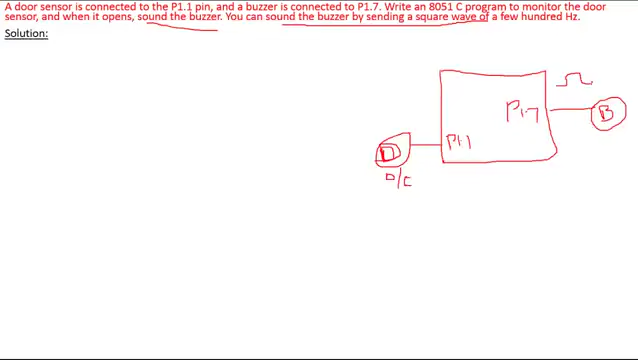 A door sensor is connected to the P1.1 pin, and a buzzer is connected to P1.7. Write an 8051 C program to monitor the door
sensor, and when it opens, sound the buzzer. You can sound the buzzer by sending a square wave of a few hundred Hz.
Solution:
P1.7
B
D
P1.1
O/C